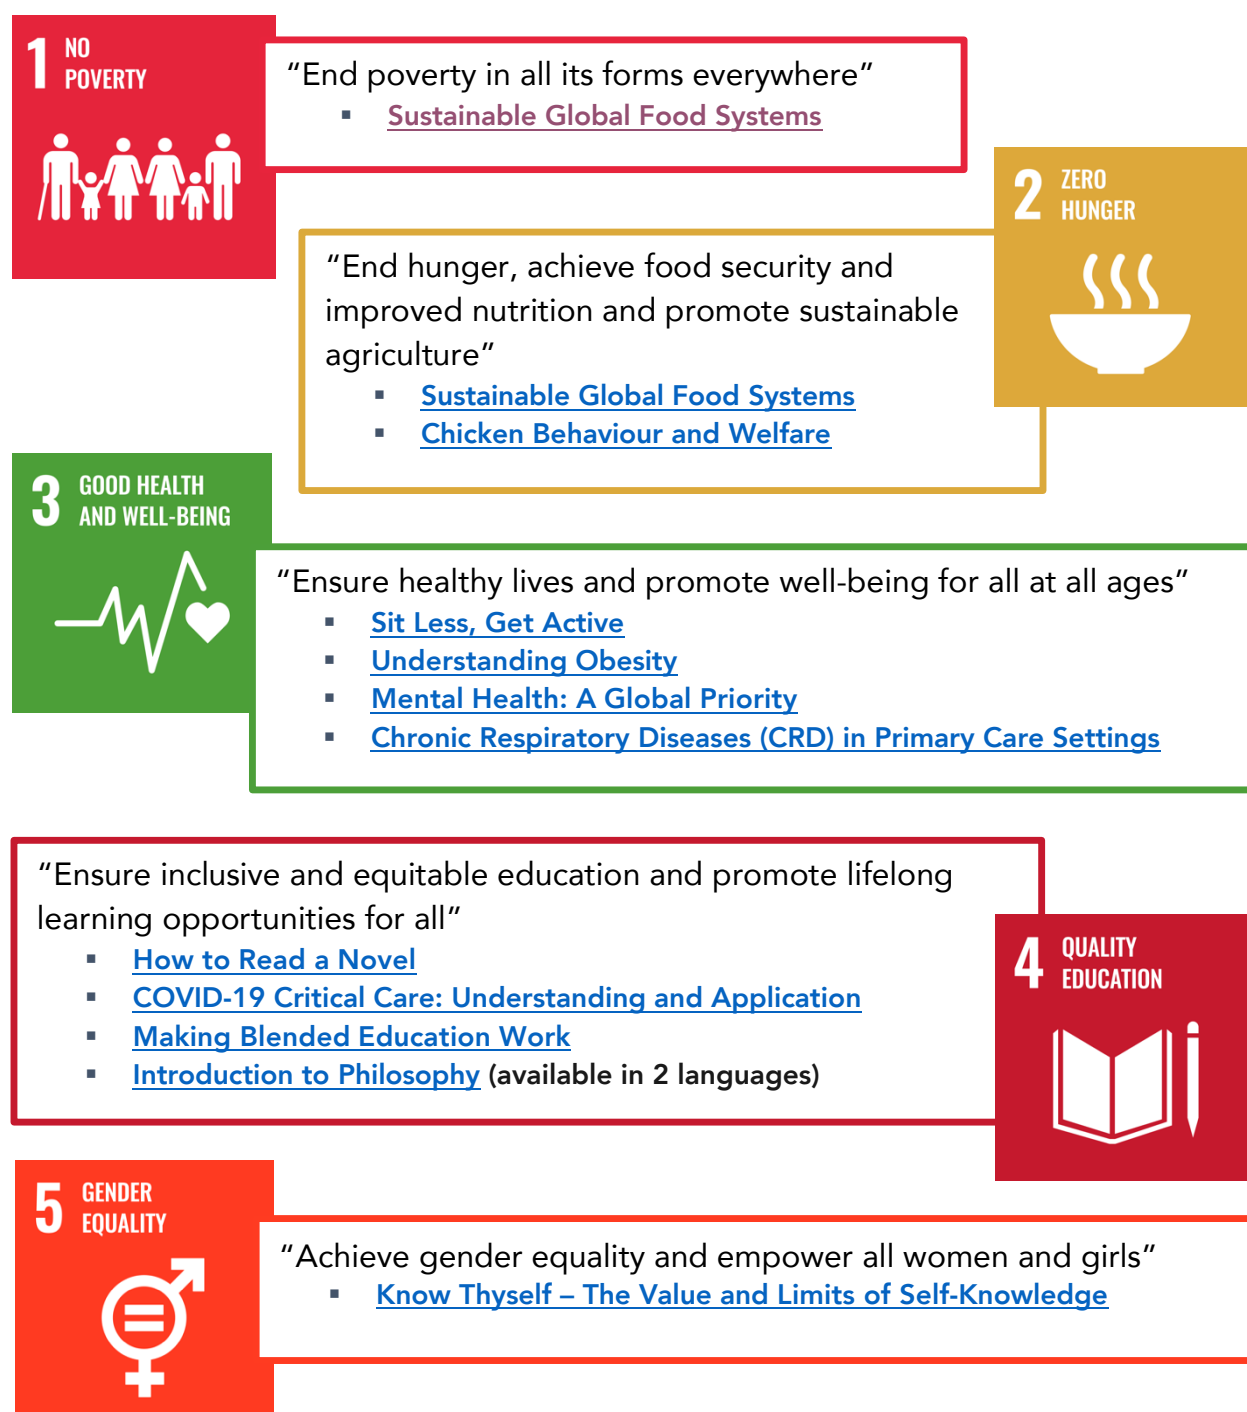 1 NO
POVERTY
“End poverty in all its forms everywhere”
▪ Sustainable Global Food Systems
2 ZERO
HUNGER
“End hunger, achieve food security and
improved nutrition and promote sustainable
agriculture”
▪ Sustainable Global Food Systems
▪ Chicken Behaviour and Welfare
3 GOOD HEALTH
AND WELL-BEING
“Ensure healthy lives and promote well-being for all at all ages”
▪ Sit Less, Get Active
▪ Understanding Obesity
▪ Mental Health: A Global Priority
▪ Chronic Respiratory Diseases (CRD) in Primary Care Settings
“Ensure inclusive and equitable education and promote lifelong
learning opportunities for all”
▪ How to Read a Novel
▪ COVID-19 Critical Care: Understanding and Application
▪ Making Blended Education Work
▪ Introduction to Philosophy (available in 2 languages)
4 QUALITY
EDUCATION
5 GENDER
EQUALITY
“Achieve gender equality and empower all women and girls”
▪ Know Thyself – The Value and Limits of Self-Knowledge